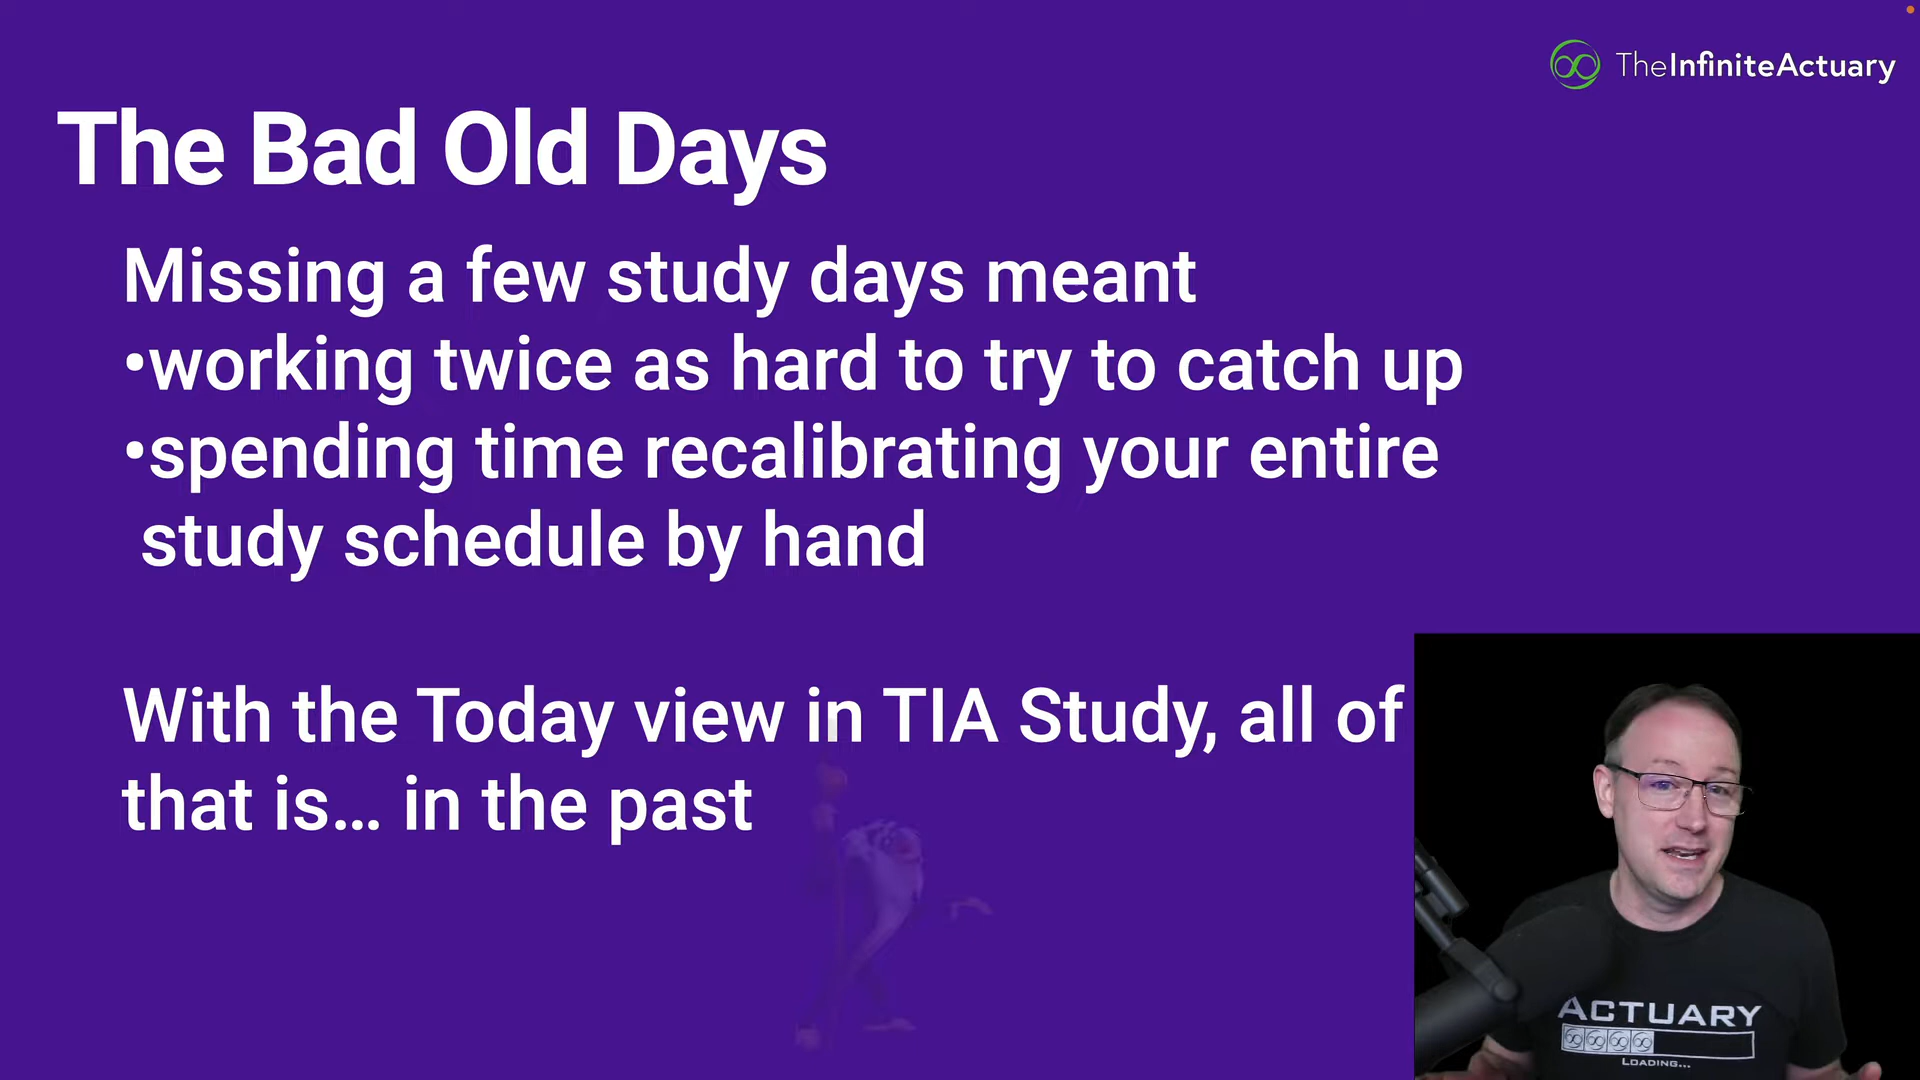 TheInfiniteActuary
The Bad Old Days
Missing a few study days meant
•working twice as hard to try to catch up
•spending time recalibrating your entire
study schedule by hand
With the Today view in TIA Study, all of
that is... in the past
ACTUARY
LOADING...